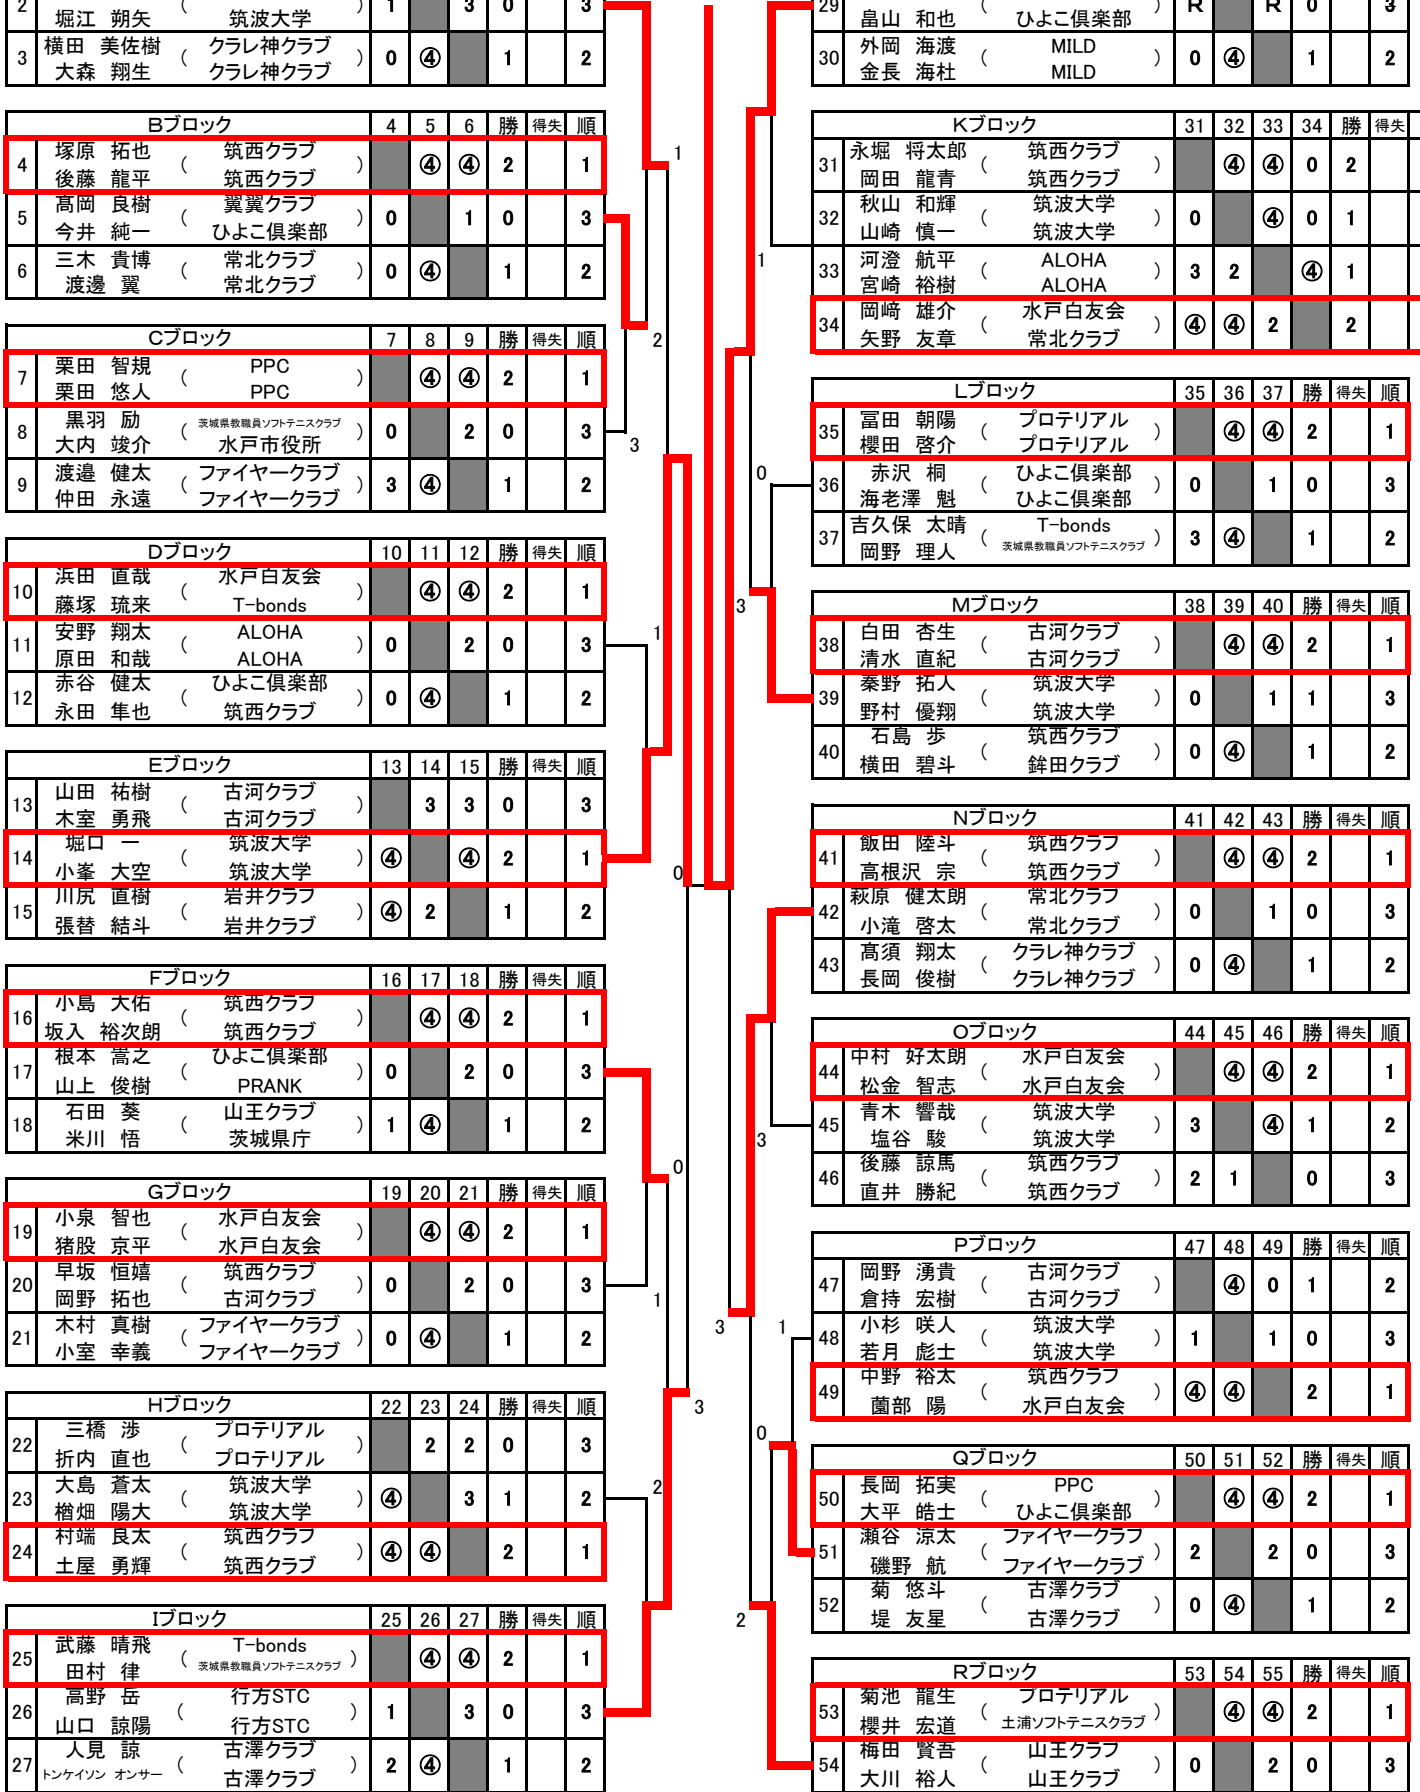 2 （ ） 1 3 0 3
堀江 朔矢 筑波大学
3 横田 美佐樹 （ クラレ神クラブ ） 0 ④ 1 2
大森 翔生 クラレ神クラブ
Bブロック 4 5 6 勝 得失 順
4 塚原 拓也 （ 筑西クラブ ） ④ ④ 2 1
後藤 龍平 筑西クラブ
5 髙岡 良樹 （ 翼翼クラブ ） 0 1 0 3
今井 純一 ひよこ倶楽部
6 三木 貴博 （ 常北クラブ ） 0 ④ 1 2
渡邊 翼 常北クラブ
Cブロック 7 8 9 勝 得失 順
7 栗田 智規 （ PPC ） ④ ④ 2 1
栗田 悠人 PPC
8 黒羽 励 （ 茨城県教職員ソフトテニスクラブ ） 0 2 0 3
大内 竣介 水戸市役所
9 渡邉 健太 （ ファイヤークラブ ） 3 ④ 1 2
仲田 永遠 ファイヤークラブ
Dブロック 10 11 12 勝 得失 順
10 浜田 直哉 （ 水戸白友会 ） ④ ④ 2 1
藤塚 琉来 T-bonds
11 安野 翔太 （ ALOHA ） 0 2 0 3
原田 和哉 ALOHA
12 赤谷 健太 （ ひよこ倶楽部 ） 0 ④ 1 2
永田 隼也 筑西クラブ
Eブロック 13 14 15 勝 得失 順
13 山田 祐樹 （ 古河クラブ ） 3 3 0 3
木室 勇飛 古河クラブ
14 堀口 一 （ 筑波大学 ） ④ ④ 2 1
小峯 大空 筑波大学
15 川尻 直樹 （ 岩井クラブ ） ④ 2 1 2
張替 結斗 岩井クラブ
Fブロック 16 17 18 勝 得失 順
16 小島 大佑 （ 筑西クラブ ） ④ ④ 2 1
坂入 裕次朗 筑西クラブ
17 根本 嵩之 （ ひよこ倶楽部 ） 0 2 0 3
山上 俊樹 PRANK
18 石田 葵 （ 山王クラブ ） 1 ④ 1 2
米川 悟 茨城県庁
Gブロック 19 20 21 勝 得失 順
19 小泉 智也 （ 水戸白友会 ） ④ ④ 2 1
猪股 京平 水戸白友会
20 早坂 恒嬉 （ 筑西クラブ ） 0 2 0 3
岡野 拓也 古河クラブ
21 木村 真樹 （ ファイヤークラブ ） 0 ④ 1 2
小室 幸義 ファイヤークラブ
Hブロック 22 23 24 勝 得失 順
22 三橋 渉 （ プロテリアル ） 2 2 0 3
折内 直也 プロテリアル
23 大島 蒼太 （ 筑波大学 ） ④ 3 1 2
楢畑 陽大 筑波大学
24 村端 良太 （ 筑西クラブ ） ④ ④ 2 1
土屋 勇輝 筑西クラブ
Iブロック 25 26 27 勝 得失 順
25 武藤 晴飛 （ T-bonds ） ④ ④ 2 1
田村 律 茨城県教職員ソフトテニスクラブ
26 高野 岳 （ 行方STC ） 1 3 0 3
山口 諒陽 行方STC
27 人見 諒 （ 古澤クラブ ） 2 ④ 1 2
トンケイソン オンサー 古澤クラブ
1
2
3
1
0
0
1
3
2
1
0
3
3
3
1
0
2
29 （ ） R R 0 3
畠山 和也 ひよこ倶楽部
30 外岡 海渡 （ MILD ） 0 ④ 1 2
金長 海杜 MILD
Kブロック 31 32 33 34 勝 得失
31 永堀 将太郎 （ 筑西クラブ ） ④ ④ 0 2
岡田 龍青 筑西クラブ
32 秋山 和輝 （ 筑波大学 ） 0 ④ 0 1
山崎 慎一 筑波大学
33 河澄 航平 （ ALOHA ） 3 2 ④ 1
宮崎 裕樹 ALOHA
34 岡﨑 雄介 （ 水戸白友会 ） ④ ④ 2 2
矢野 友章 常北クラブ
Lブロック 35 36 37 勝 得失 順
35 冨田 朝陽 （ プロテリアル ） ④ ④ 2 1
櫻田 啓介 プロテリアル
36 赤沢 桐 （ ひよこ倶楽部 ） 0 1 0 3
海老澤 魁 ひよこ倶楽部
37 吉久保 太晴 （ T-bonds ） 3 ④ 1 2
岡野 理人 茨城県教職員ソフトテニスクラブ
Mブロック 38 39 40 勝 得失 順
38 白田 杏生 （ 古河クラブ ） ④ ④ 2 1
清水 直紀 古河クラブ
39 秦野 拓人 （ 筑波大学 ） 0 1 1 3
野村 優翔 筑波大学
40 石島 歩 （ 筑西クラブ ） 0 ④ 1 2
横田 碧斗 鉾田クラブ
Nブロック 41 42 43 勝 得失 順
41 飯田 陸斗 （ 筑西クラブ ） ④ ④ 2 1
高根沢 宗 筑西クラブ
42 萩原 健太朗 （ 常北クラブ ） 0 1 0 3
小滝 啓太 常北クラブ
43 髙須 翔太 （ クラレ神クラブ ） 0 ④ 1 2
長岡 俊樹 クラレ神クラブ
Oブロック 44 45 46 勝 得失 順
44 中村 好太朗 （ 水戸白友会 ） ④ ④ 2 1
松金 智志 水戸白友会
45 青木 響哉 （ 筑波大学 ） 3 ④ 1 2
塩谷 駿 筑波大学
46 後藤 諒馬 （ 筑西クラブ ） 2 1 0 3
直井 勝紀 筑西クラブ
Pブロック 47 48 49 勝 得失 順
47 岡野 湧貴 （ 古河クラブ ） ④ 0 1 2
倉持 宏樹 古河クラブ
48 小杉 咲人 （ 筑波大学 ） 1 1 0 3
若月 彪士 筑波大学
49 中野 裕太 （ 筑西クラブ ） ④ ④ 2 1
薗部 陽 水戸白友会
Qブロック 50 51 52 勝 得失 順
50 長岡 拓実 （ PPC ） ④ ④ 2 1
大平 皓士 ひよこ倶楽部
51 瀬谷 涼太 （ ファイヤークラブ ） 2 2 0 3
磯野 航 ファイヤークラブ
52 菊 悠斗 （ 古澤クラブ ） 0 ④ 1 2
堤 友星 古澤クラブ
Rブロック 53 54 55 勝 得失 順
53 菊池 龍生 （ プロテリアル ） ④ ④ 2 1
櫻井 宏道 土浦ソフトテニスクラブ
54 梅田 賢吾 （ 山王クラブ ） 0 2 0 3
大川 裕人 山王クラブ